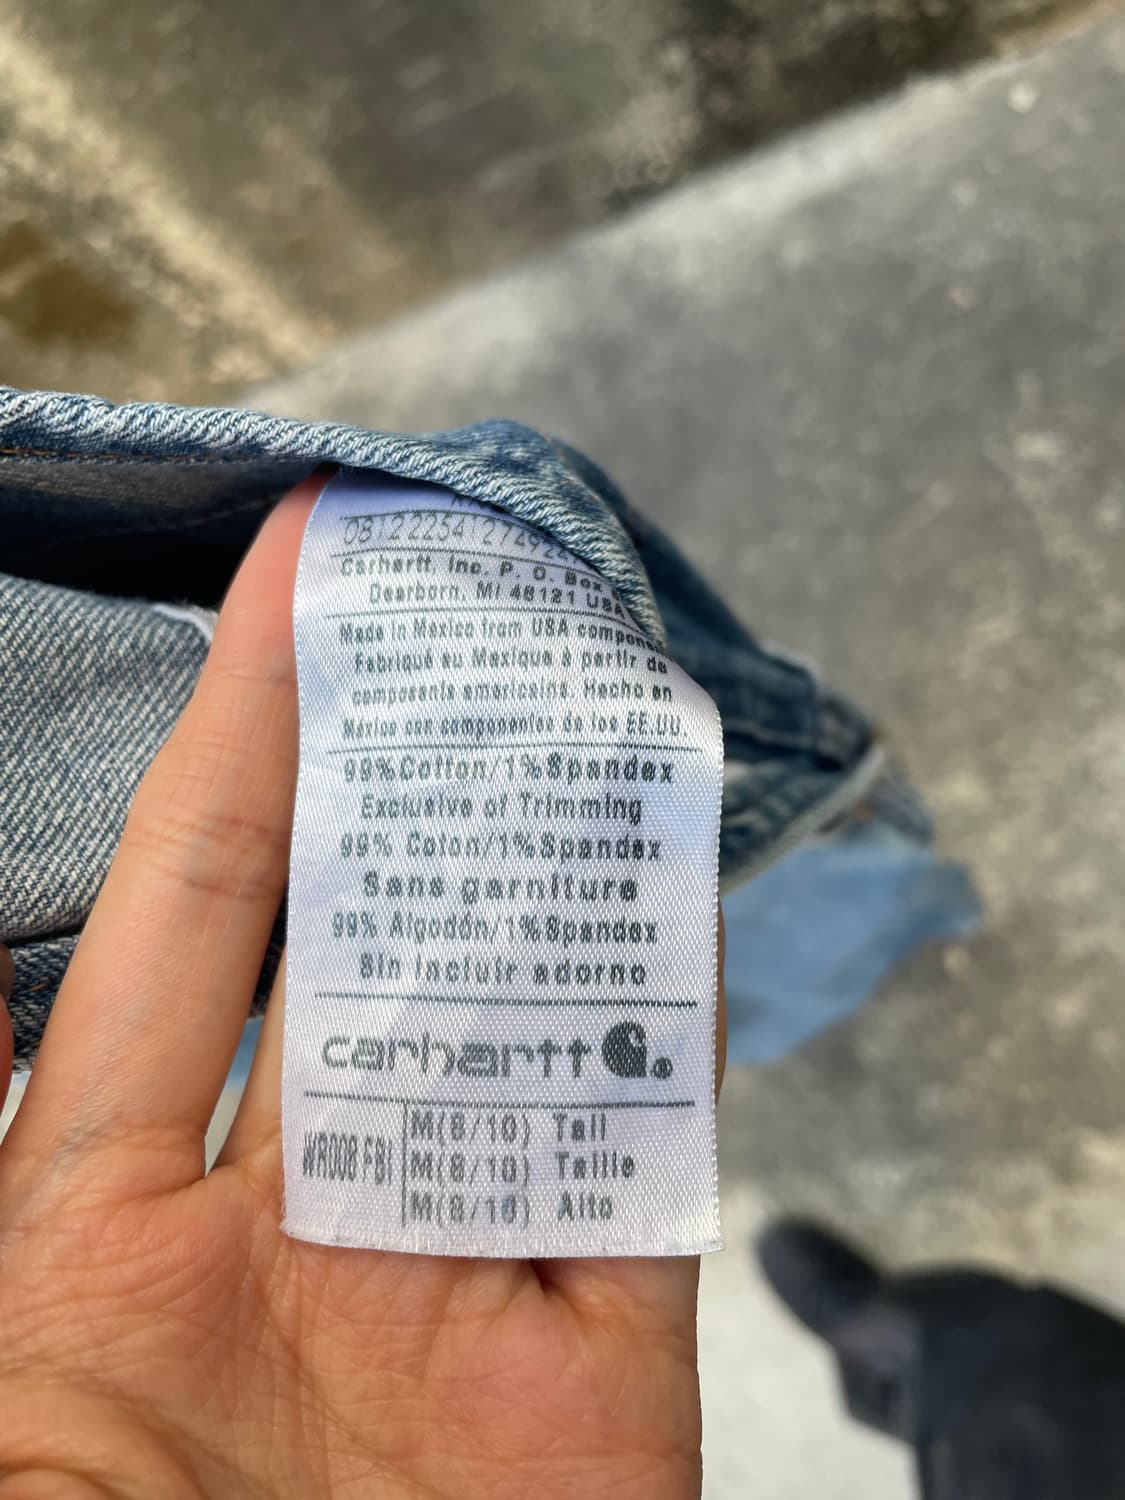 Carhartt, Inc. P. O. Box
Dearborn, MI 48121 USA
Made in Mexico from USA
Fabriqué au Mexique à partir de
composants americains. Hecho en
México con componentes de los EE.UU.
99%Cotton/1%Spandex
Exclusive of Trimming
99% Coton/1%Spandex
Sans garniture
99% Algodón/1%Spandex
Sin incluir adorno
carhartt ®
WR008 FBI
M(8/10) Tall
M(8/10) Taille
M(8/10) Alto